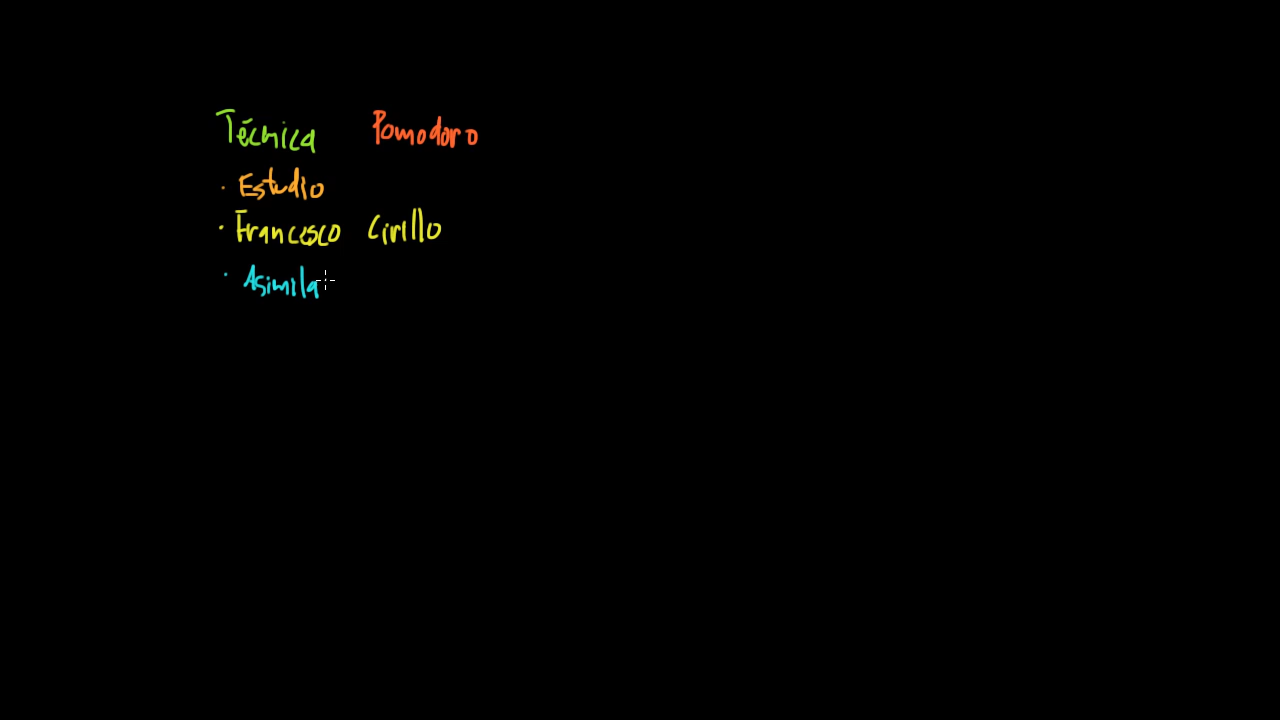 Técnica Pomodoro
· Estudio
· Francesco Cirillo
· Asimila